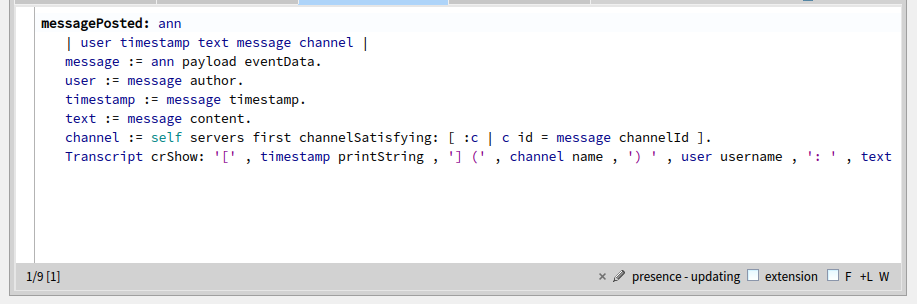 messagePosted: ann
| user timestamp text message channel |
message := ann payload eventData.
user := message author.
timestamp := message timestamp.
text := message content.
channel := self servers first channelSatisfying: [ :c | c id = message channelId ].
Transcript crShow: '[' , timestamp printString , '] (' , channel name , ') ' , user username , ': ' , text
1/9 [1] presence - updating extension F +L W